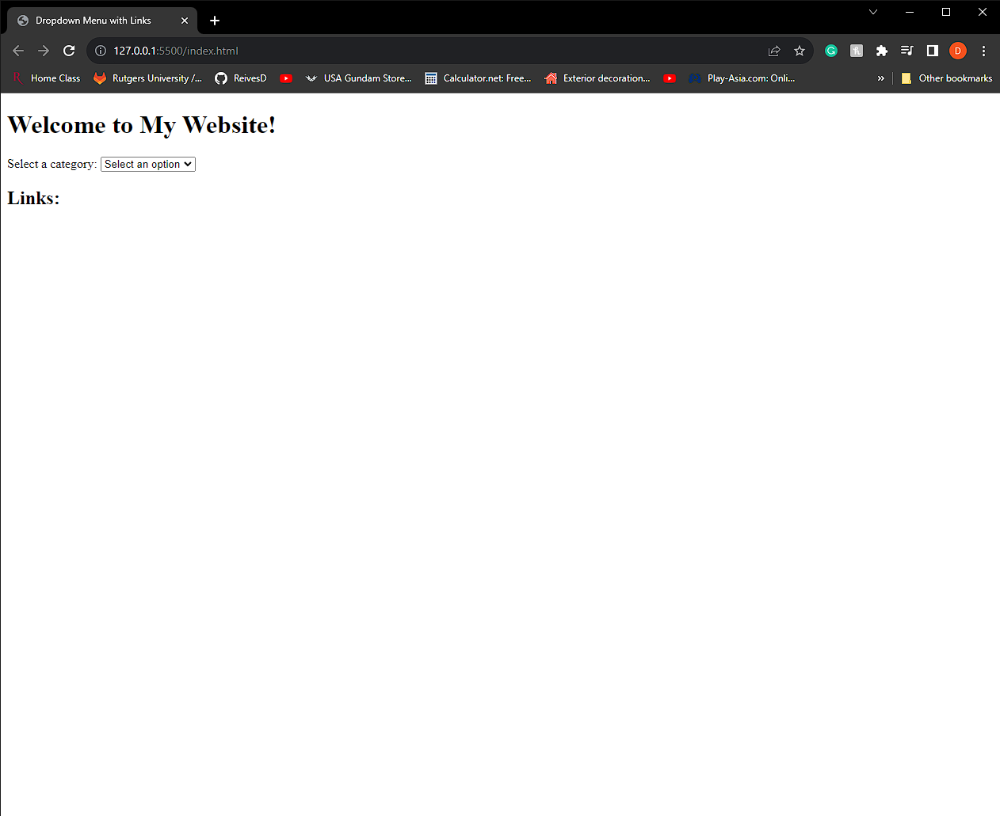 Dropdown Menu with Links
127.0.0.1:5500/index.html
Home Class Rutgers University /... ReivesD USA Gundam Store... Calculator.net: Free... Exterior decoration... Play-Asia.com: Onli... » Other bookmarks
D
Welcome to My Website!
Select a category: Select an option
Links: